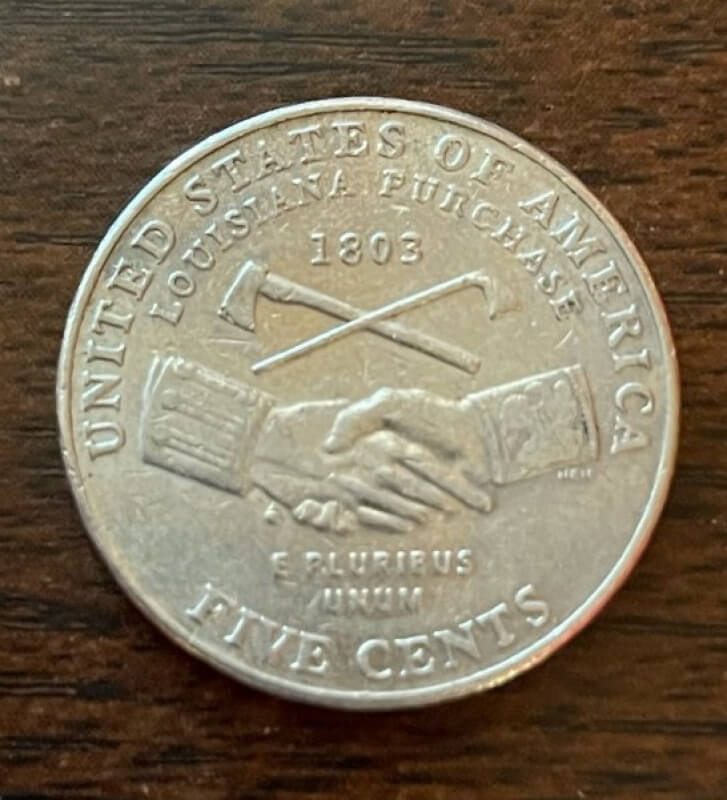 UNITED STATES OF AMERICA
LOUISIANA PURCHASE
1803
E PLURIBUS
UNUM
FIVE CENTS